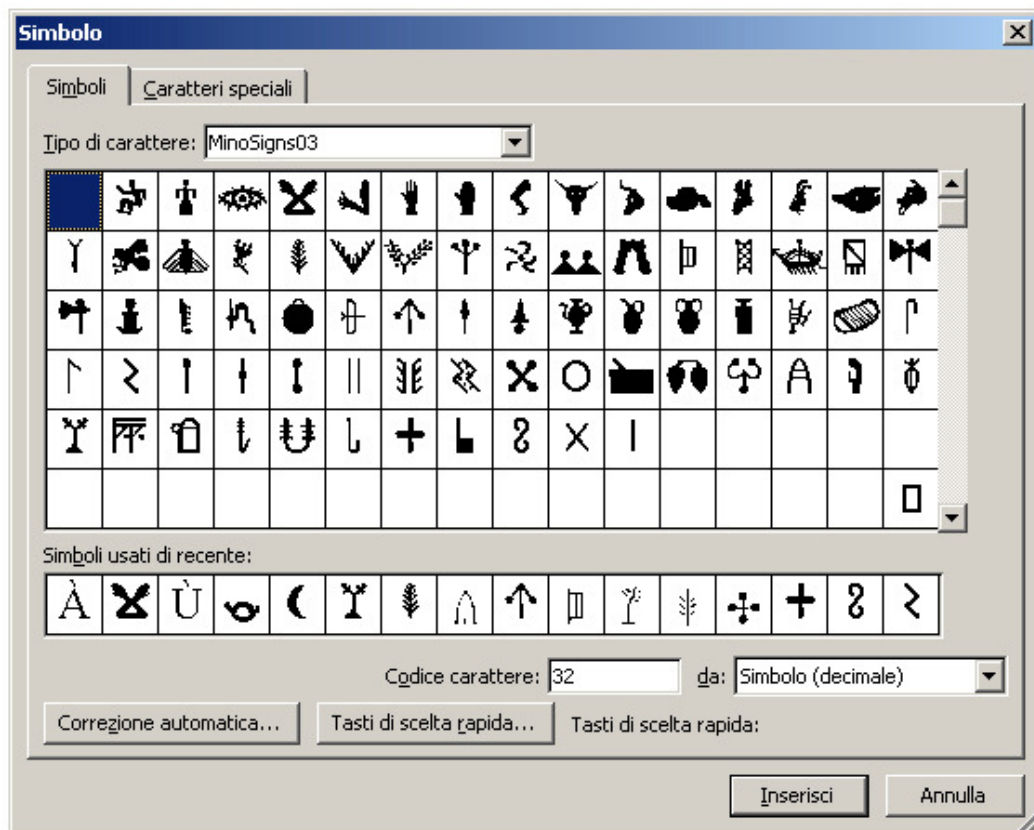 Simbolo
Simboli Caratteri speciali
Tipo di carattere: MinoSigns03
Simboli usati di recente:
À Ù
Codice carattere: 32 da: Simbolo (decimale)
Correzione automatica... Tasti di scelta rapida... Tasti di scelta rapida:
Inserisci Annulla